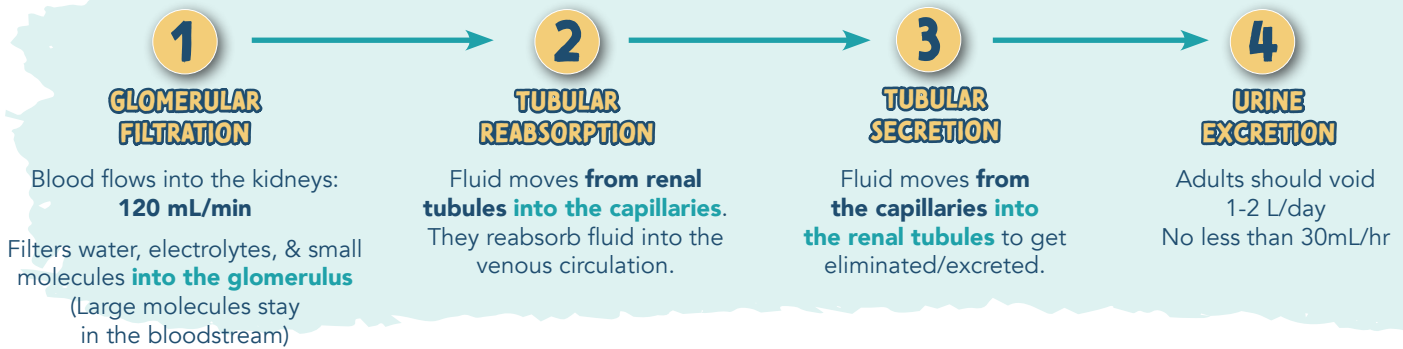 1
GLOMERULAR
FILTRATION
Blood flows into the kidneys:
120 mL/min
Filters water, electrolytes, & small
molecules into the glomerulus
(Large molecules stay
in the bloodstream)
2
TUBULAR
REABSORPTION
Fluid moves from renal
tubules into the capillaries.
They reabsorb fluid into the
venous circulation.
3
TUBULAR
SECRETION
Fluid moves from
the capillaries into
the renal tubules to get
eliminated/excreted.
4
URINE
EXCRETION
Adults should void
1-2 L/day
No less than 30mL/hr